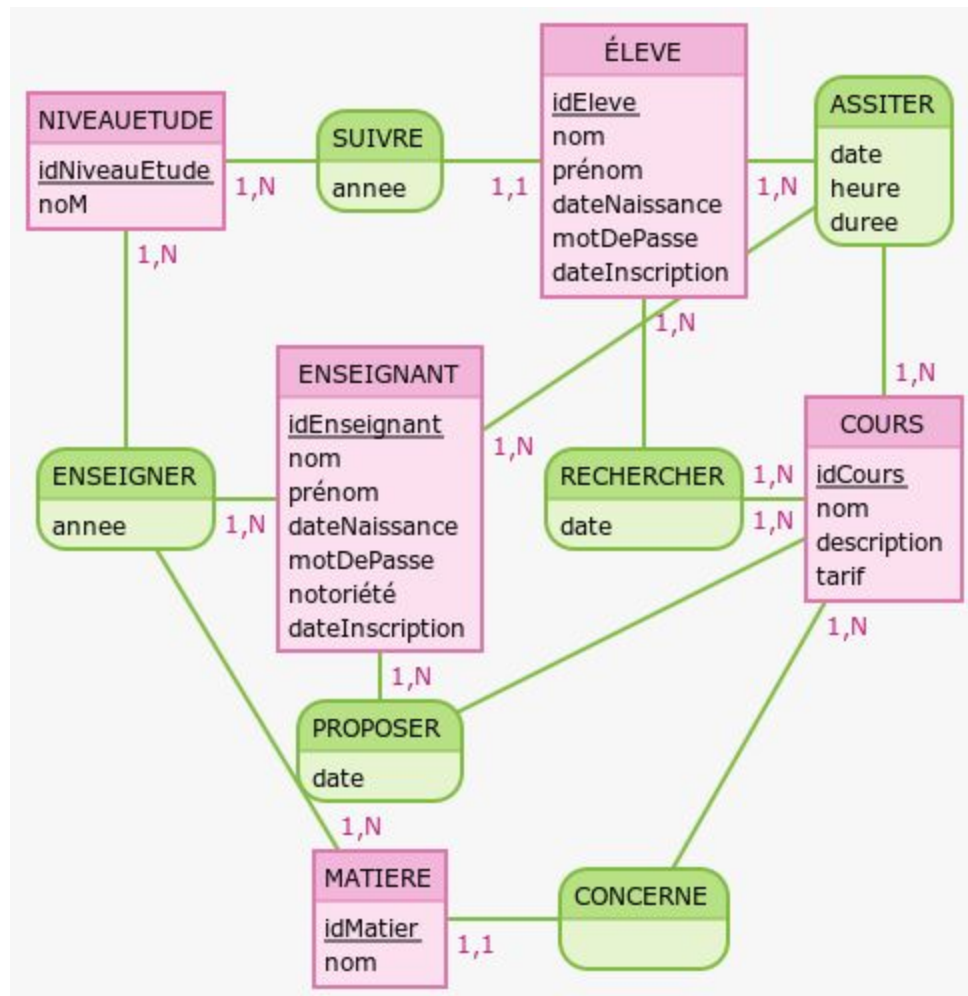 NIVEAUETUDE
idNiveauEtude
noM
1,N
1,N
SUIVRE
annee
1,1
ÉLEVE
idEleve
nom
prénom
dateNaissance
motDePasse
dateInscription
1,N
1,N
ASSITER
date
heure
duree
1,N
ENSEIGNANT
idEnseignant
nom
prénom
dateNaissance
motDePasse
notoriété
dateInscription
1,N
1,N
1,N
ENSEIGNER
annee
RECHERCHER
date
1,N
1,N
COURS
idCours
nom
description
tarif
1,N
PROPOSER
date
1,N
MATIERE
idMatier
nom
1,1
CONCERNE